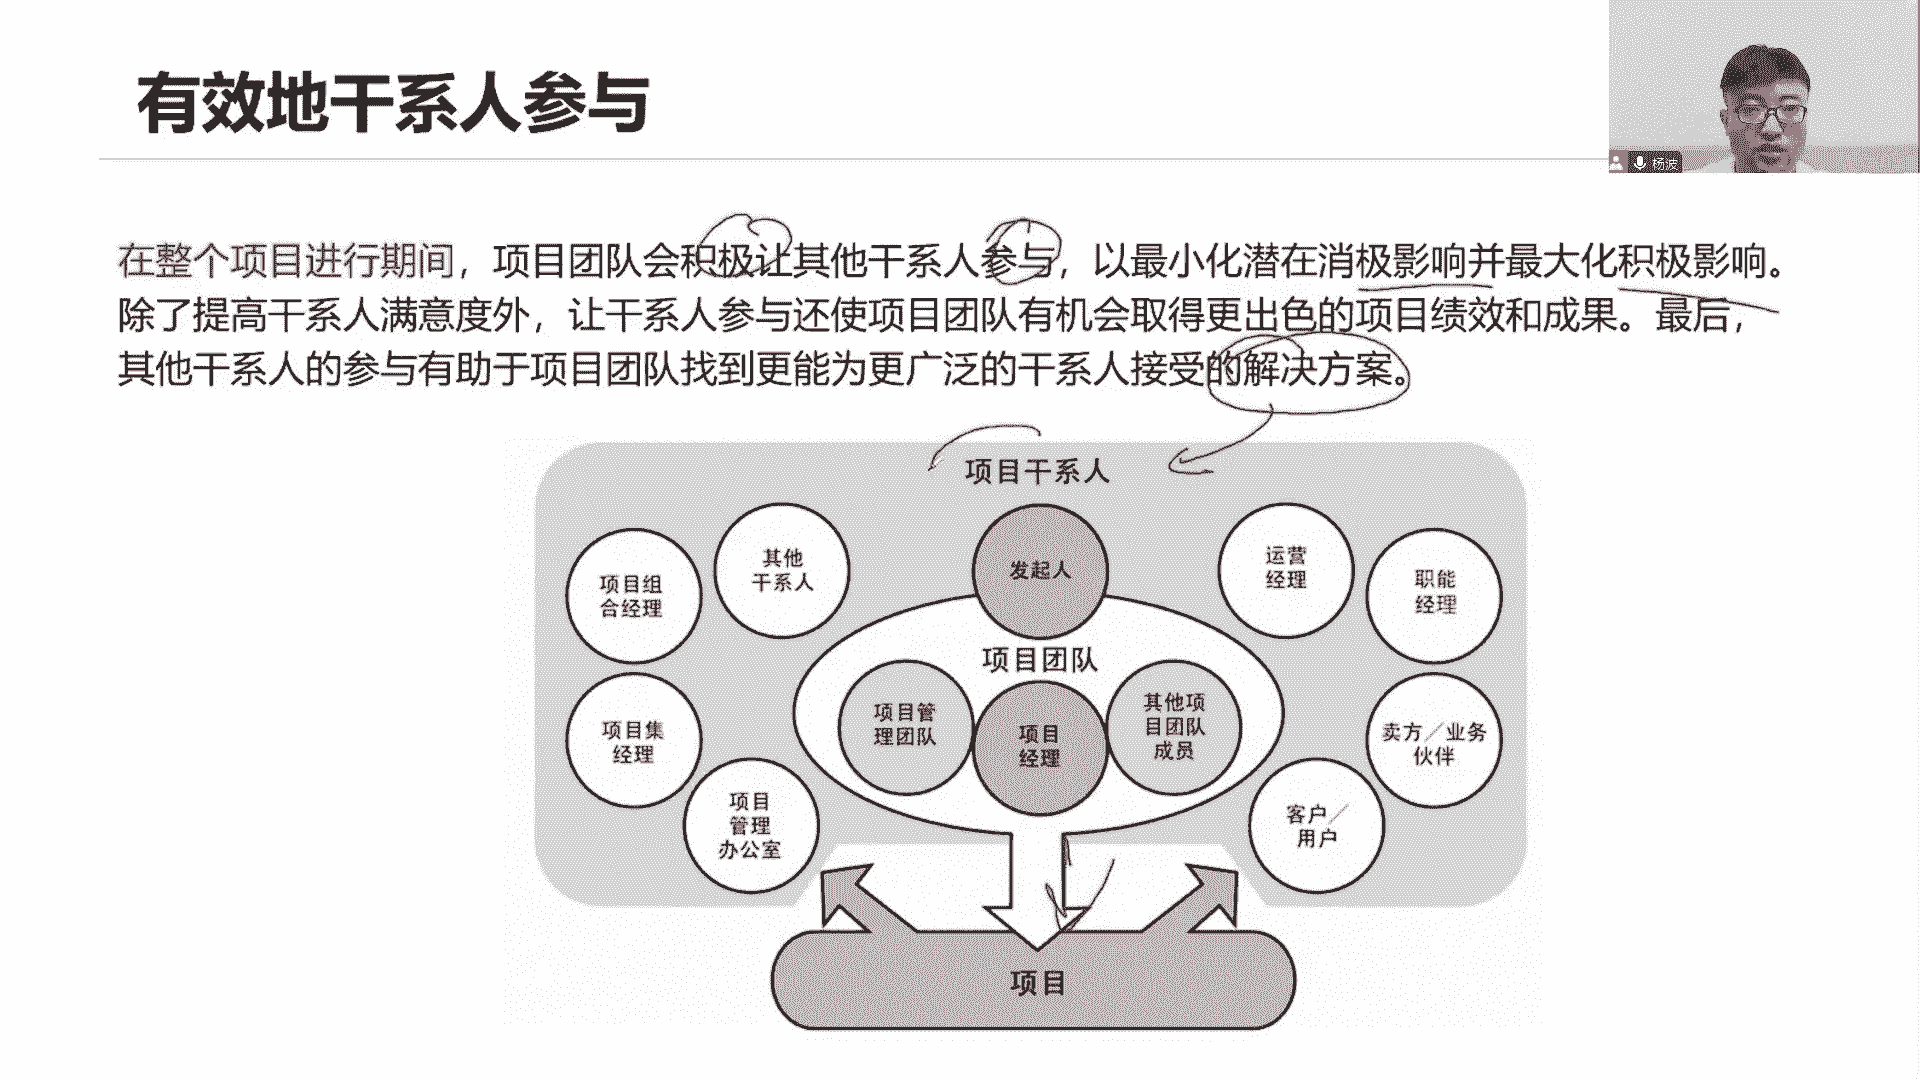 有效地干系人参与
杨波
在整个项目进行期间，项目团队会积极让其他干系人参与，以最小化潜在消极影响并最大化积极影响。
除了提高干系人满意度外，让干系人参与还使项目团队有机会取得更出色的项目绩效和成果。最后，
其他干系人的参与有助于项目团队找到更能为更广泛的干系人接受的解决方案。
项目干系人
项目组
合经理
其他
干系人
发起人
运营
经理
职能
经理
项目团队
项目管
理团队
项目
经理
其他项
目团队
成员
项目集
经理
卖方／业务
伙伴
项目
管理
办公室
客户／
用户
项目